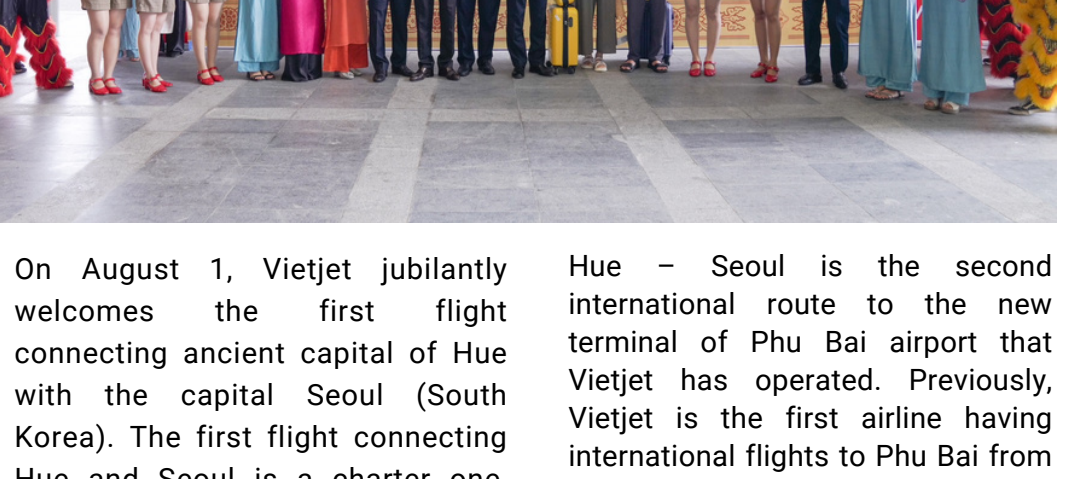 On August 1, Vietjet jubilantly
welcomes the first flight
connecting ancient capital of Hue
with the capital Seoul (South
Korea). The first flight connecting
Hue and Seoul is a charter one,
Hue – Seoul is the second
international route to the new
terminal of Phu Bai airport that
Vietjet has operated. Previously,
Vietjet is the first airline having
international flights to Phu Bai from